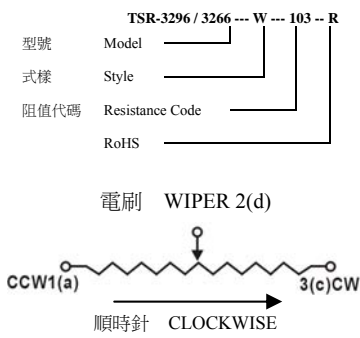 TSR-3296 / 3266 --- W --- 103 -- R
型號 Model
式樣 Style
阻值代碼 Resistance Code
RoHS
電刷 WIPER 2(d)
CCW1(a) 3(c)CW
順時針 CLOCKWISE